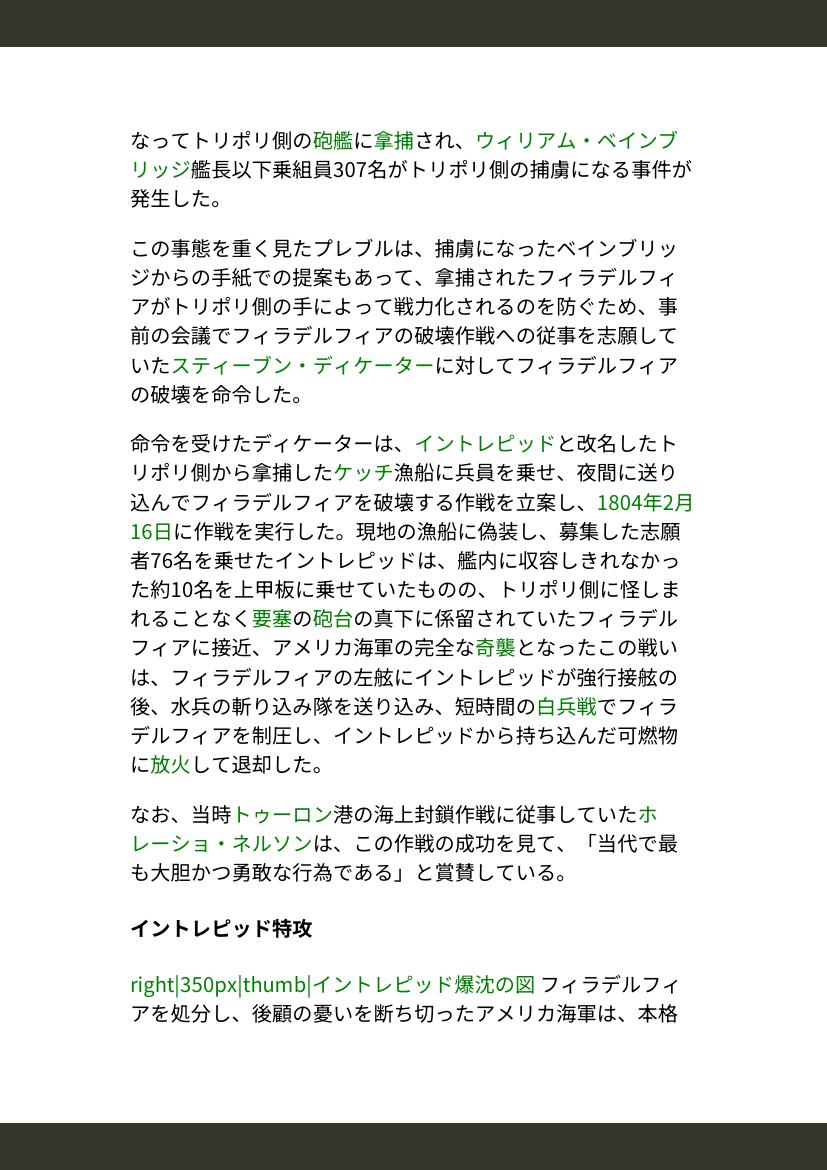 なってトリポリ側の砲艦に拿捕され、ウィリアム・ベインブ
リッジ艦長以下乗組員307名がトリポリ側の捕虜になる事件が
発生した。
この事態を重く見たプレブルは、捕虜になったベインブリッ
ジからの手紙での提案もあって、拿捕されたフィラデルフィ
アがトリポリ側の手によって戦力化されるのを防ぐため、事
前の会議でフィラデルフィアの破壊作戦への従事を志願して
いたスティーブン・ディケーターに対してフィラデルフィア
の破壊を命令した。
命令を受けたディケーターは、イントレピッドと改名したト
リポリ側から拿捕したケッチ漁船に兵員を乗せ、夜間に送り
込んでフィラデルフィアを破壊する作戦を立案し、1804年2月
16日に作戦を実行した。現地の漁船に偽装し、募集した志願
者76名を乗せたイントレピッドは、艦内に収容しきれなかっ
た約10名を上甲板に乗せていたものの、トリポリ側に怪しま
れることなく要塞の砲台の真下に係留されていたフィラデル
フィアに接近、アメリカ海軍の完全な奇襲となったこの戦い
は、フィラデルフィアの左舷にイントレピッドが強行接舷の
後、水兵の斬り込み隊を送り込み、短時間の白兵戦でフィラ
デルフィアを制圧し、イントレピッドから持ち込んだ可燃物
に放火して退却した。
なお、当時トゥーロン港の海上封鎖作戦に従事していたホ
レーショ・ネルソンは、この作戦の成功を見て、「当代で最
も大胆かつ勇敢な行為である」と賞賛している。
イントレピッド特攻
right|350px|thumb|イントレピッド爆沈の図 フィラデルフィ
アを処分し、後顧の憂いを断ち切ったアメリカ海軍は、本格